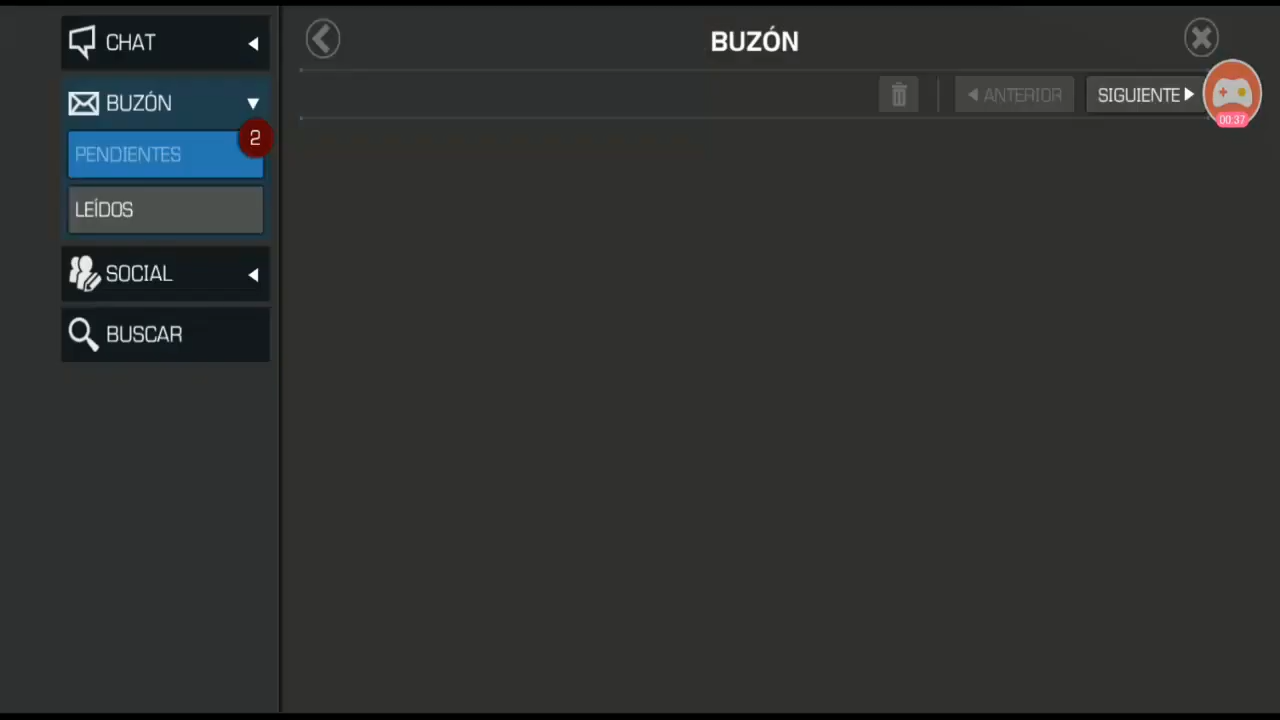 CHAT
BUZÓN
2
PENDIENTES
LEÍDOS
SOCIAL
BUSCAR
BUZÓN
ANTERIOR
SIGUIENTE
00:37